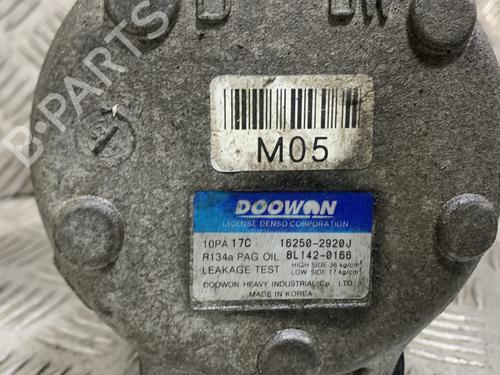 B-PARTS
M05
DOOWON
LICENSE DENSO CORPORATION
10PA 17C 16250-2920J
R134a PAG OIL 8L142-0166
LEAKAGE TEST HIGH SIDE 36 kg/cm² LOW SIDE 17 kg/cm²
DOOWON HEAVY INDUSTRIAL Co., LTD.
MADE IN KOREA